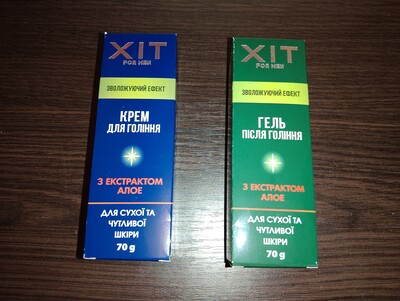 XIT
FOR MEN
ЗВОЛОЖУЮЧИЙ ЕФЕКТ
КРЕМ
ДЛЯ ГОЛІННЯ
З ЕКСТРАКТОМ
АЛОЕ
ДЛЯ СУХОЇ ТА
ЧУТЛИВОЇ
ШКІРИ
70 g
XIT
FOR MEN
ЗВОЛОЖУЮЧИЙ ЕФЕКТ
ГЕЛЬ
ПІСЛЯ ГОЛІННЯ
З ЕКСТРАКТОМ
АЛОЕ
ДЛЯ СУХОЇ ТА
ЧУТЛИВОЇ
ШКІРИ
70 g